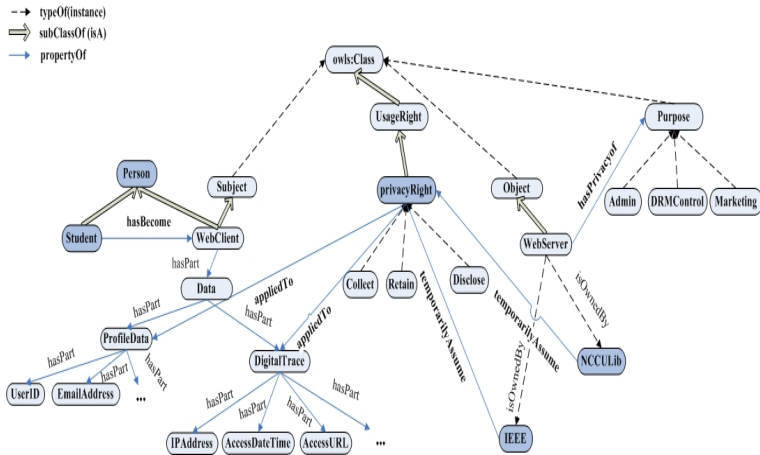 typeOf(instance)
subClassOf (isA)
propertyOf
owls:Class
UsageRight
Purpose
Person
Subject
privacyRight
Object
hasPrivacyof
Admin
DRMControl
Marketing
Student
hasBecome
WebClient
WebServer
hasPart
Data
Collect
Retain
Disclose
isOwnedBy
hasPart
appliedTo
hasPart
appliedTo
temporarilyAssume
temporarilyAssume
ProfileData
DigitalTrace
NCCULib
hasPart
hasPart
hasPart
isOwnedBy
UserID
EmailAddress
...
hasPart
hasPart
hasPart
hasPart
IPAddress
AccessDateTime
AccessURL
...
IEEE